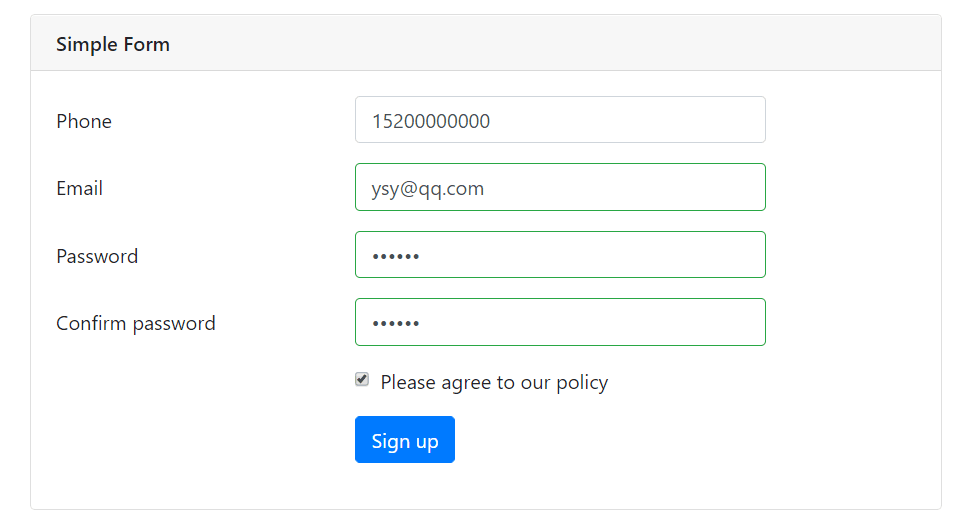 Simple Form
Phone 15200000000
Email ysy@qq.com
Password ••••••
Confirm password ••••••
Please agree to our policy
Sign up